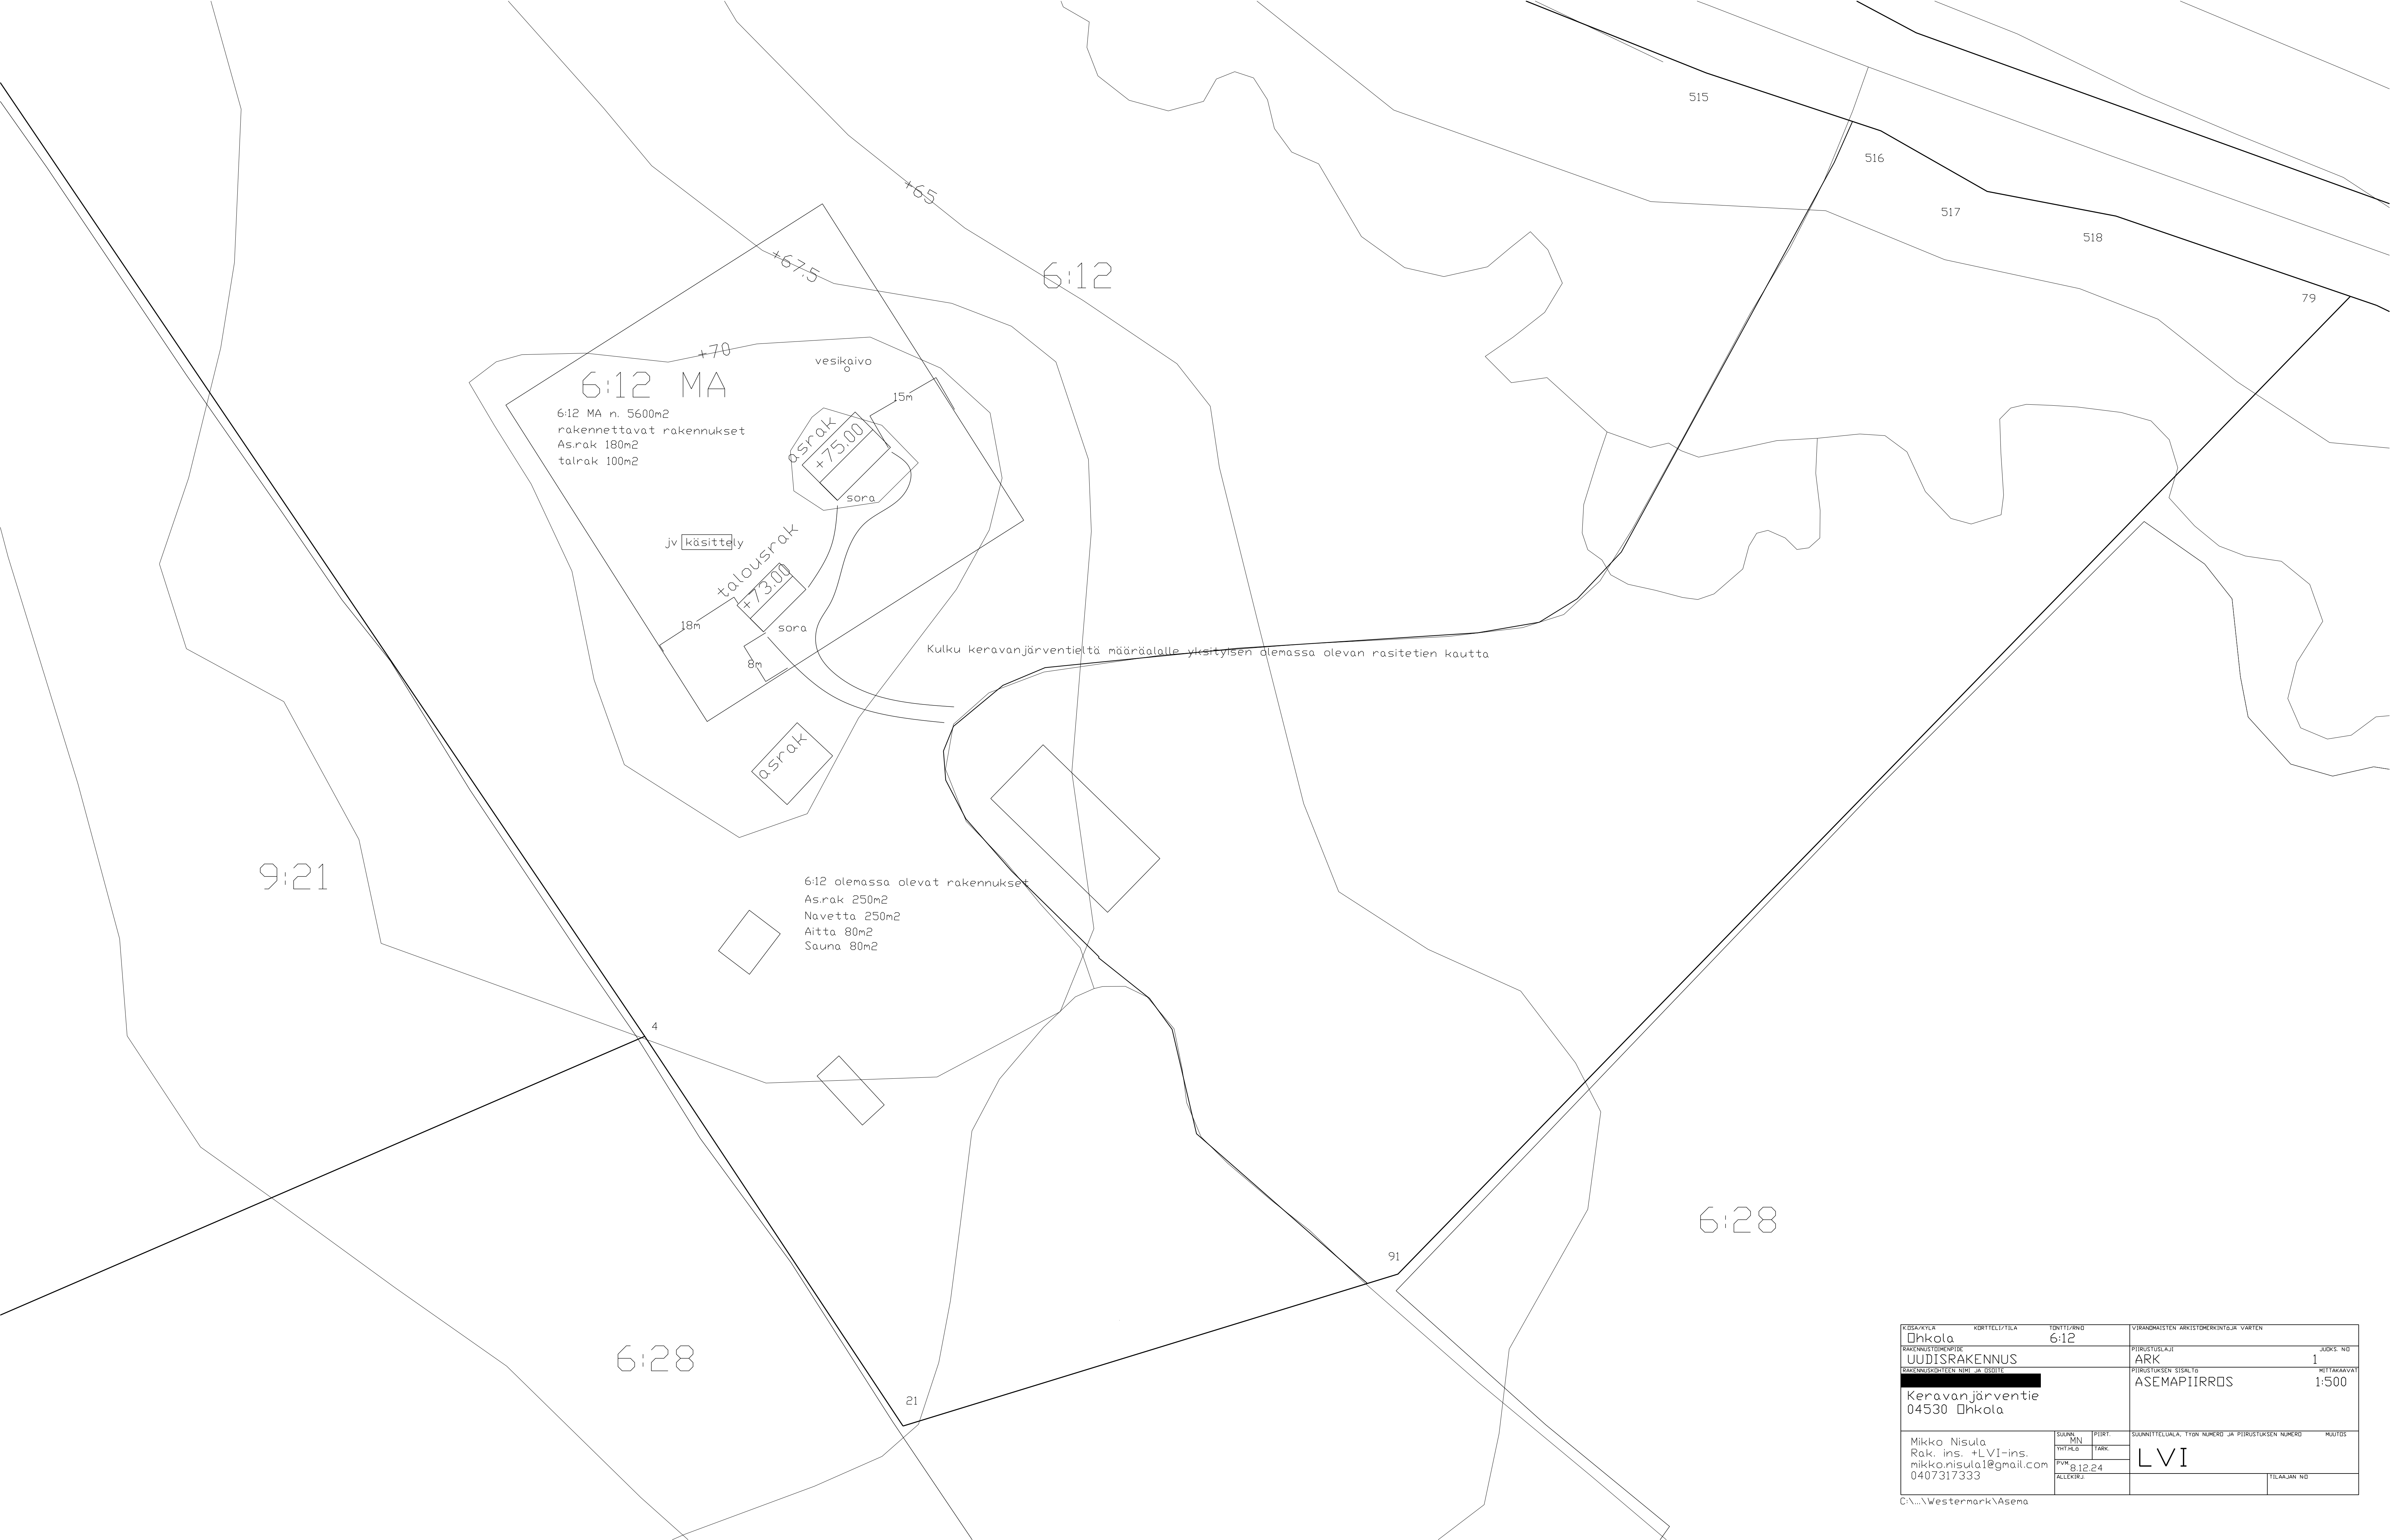 515
516
517
518
79
+65
+67.5
6:12
+70
vesikaivo
6:12 MA
6:12 MA n. 5600m2
rakennettavat rakennukset
As.rak 180m2
talrak 100m2
15m
asrak
+75.00
sora
jv käsittely
talousrak
+73.00
18m
sora
8m
Kulku keravanjärventieltä määräalalle yksityisen olemassa olevan rasitetien kautta
asrak
9:21
6:12 olemassa olevat rakennukset
As.rak 250m2
Navetta 250m2
Aitta 80m2
Sauna 80m2
4
91
6:28
6:28
21
K.OSA/KYLÄ KORTTELI/TILA TONTTI/RN:O VIRANOMAISTEN ARKISTOMERKINTöJÄ VARTEN
Ohkola 6:12
RAKENNUSTOIMENPIDE PIIRUSTUSLAJI JUOKS. N:O
UUDISRAKENNUS ARK 1
RAKENNUSKOHTEEN NIMI JA OSOITE PIIRUSTUKSEN SISÄLTö MITTAKAAVAT
ASEMAPIIRROS 1:500
Keravanjärventie
04530 Ohkola
SUUNN. PIIRT. SUUNNITTELUALA, TYöN NUMERO JA PIIRUSTUKSEN NUMERO MUUTOS
MN
Mikko Nisula
Rak. ins. +LVI-ins.
mikko.nisula1@gmail.com
0407317333
YHT.HLö TARK.
LVI
PVM 8.12.24
ALLEKIRJ. TILAAJAN N:O
C:\...\Westermark\Asema